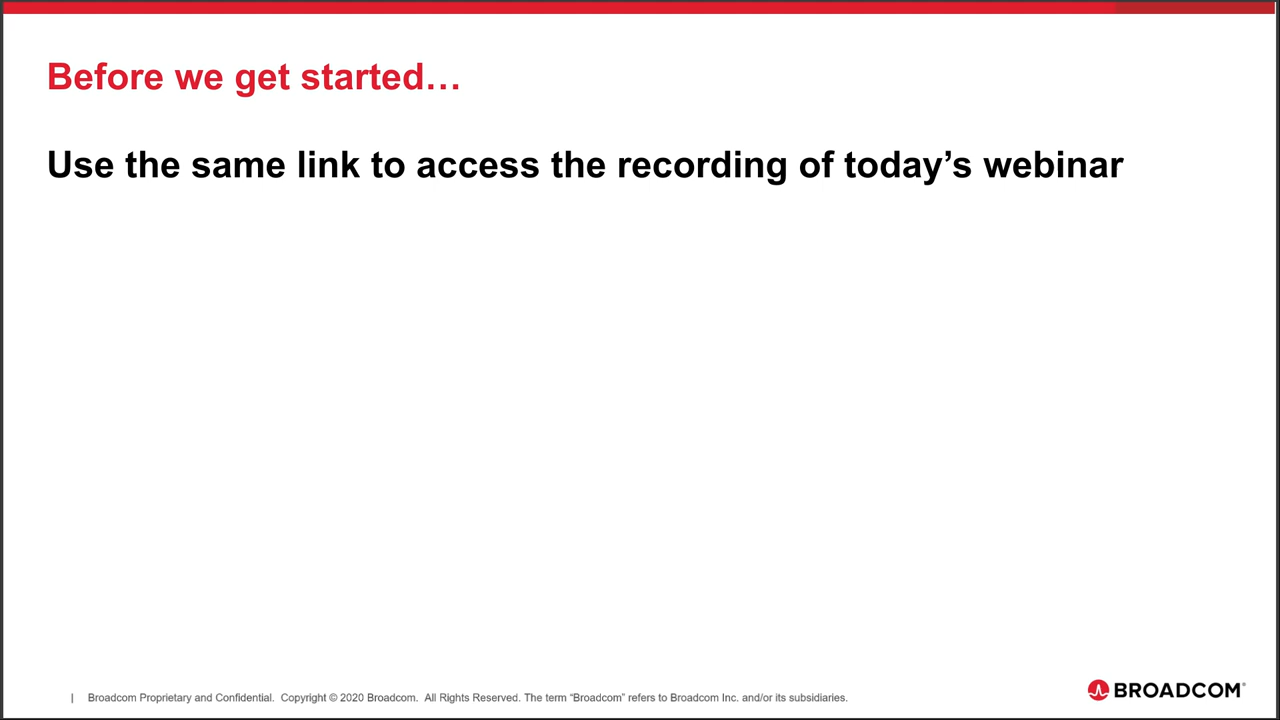 Before we get started…
Use the same link to access the recording of today’s webinar
| Broadcom Proprietary and Confidential. Copyright © 2020 Broadcom. All Rights Reserved. The term “Broadcom” refers to Broadcom Inc. and/or its subsidiaries.
BROADCOM®